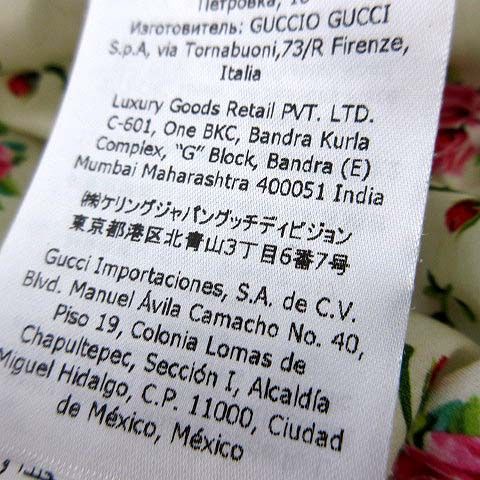 Петровка,
Изготовитель: GUCCIO GUCCI
S.p.A, via Tornabuoni,73/R Firenze,
Italia
Luxury Goods Retail PVT. LTD.
C-601, One BKC, Bandra Kurla
Complex, "G" Block, Bandra (E)
Mumbai Maharashtra 400051 India
㈱ケリングジャパングッチディビジョン
東京都港区北青山3丁目6番7号
Gucci Importaciones, S.A. de C.V.
Blvd. Manuel Ávila Camacho No. 40,
Piso 19, Colonia Lomas de
Chapultepec, Sección I, Alcaldía
Miguel Hidalgo, C.P. 11000, Ciudad
de México, México